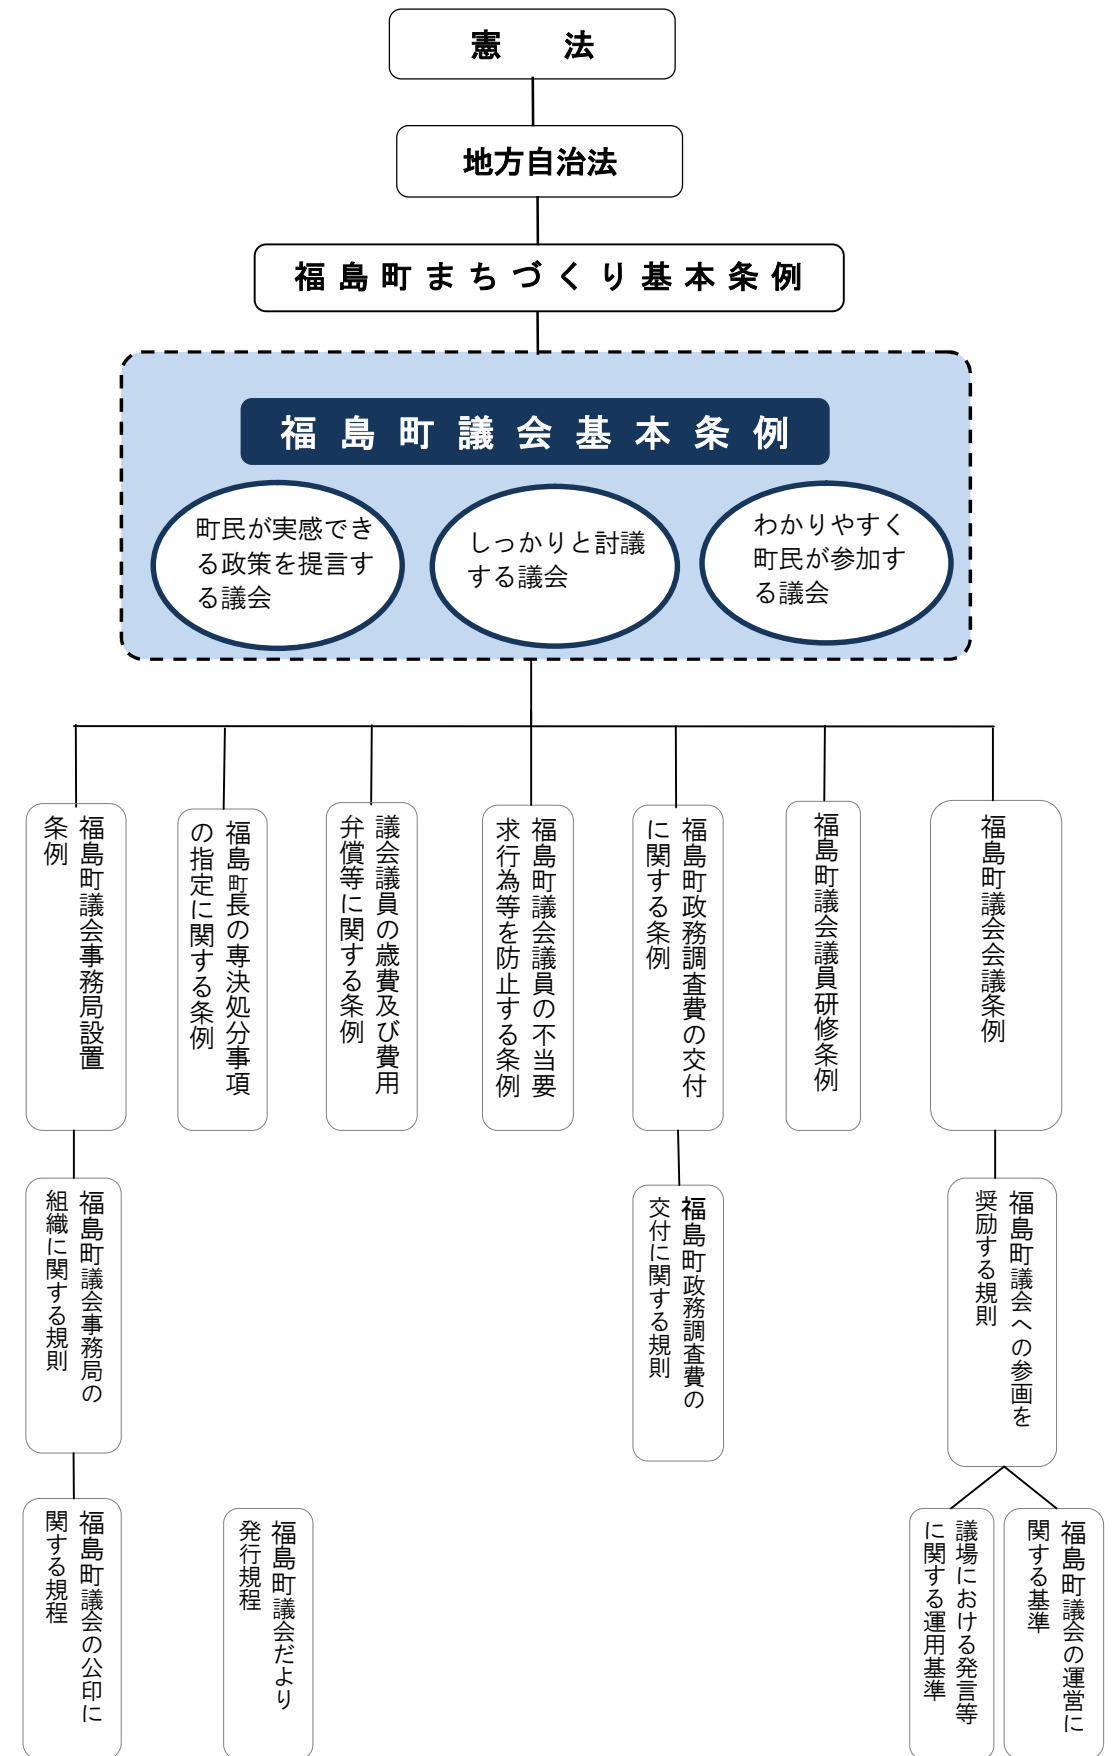 憲　法
地方自治法
福島町まちづくり基本条例
福島町議会基本条例
町民が実感でき
る政策を提言す
る議会
しっかりと討議
する議会
わかりやすく
町民が参加す
る議会
福島町議会事務局設置
条例
福島町長の専決処分事項
の指定に関する条例
議会議員の歳費及び費用
弁償等に関する条例
福島町議会議員の不当要
求行為等を防止する条例
福島町政務調査費の交付
に関する条例
福島町議会議員研修条例
福島町議会会議条例
福島町議会事務局の
組織に関する規則
福島町政務調査費の
交付に関する規則
福島町議会への参画を
奨励する規則
福島町議会の公印に
関する規程
福島町議会だより
発行規程
議場における発言等
に関する運用基準
福島町議会の運営に
関する基準